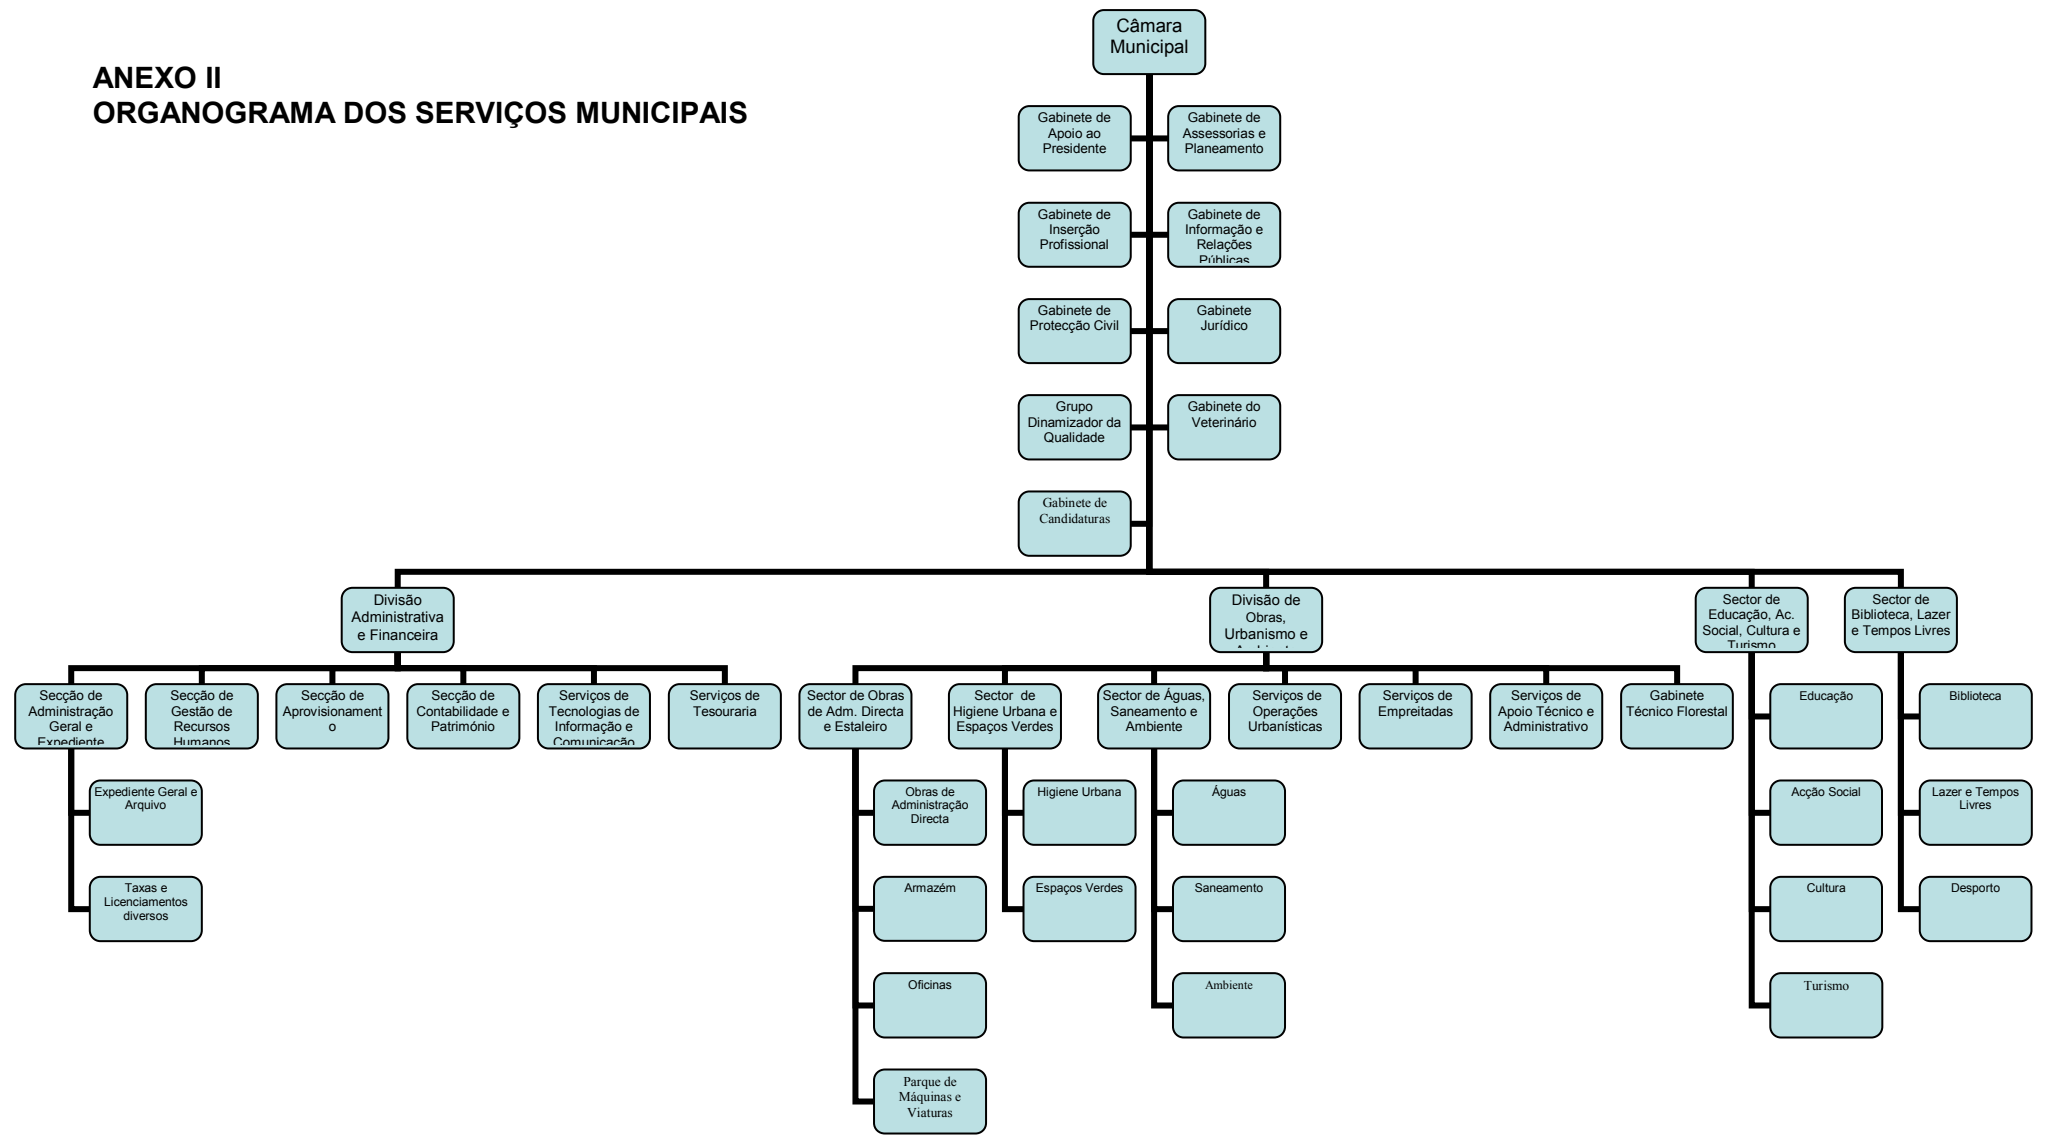 Câmara
Municipal
ANEXO II
ORGANOGRAMA DOS SERVIÇOS MUNICIPAIS
Gabinete de
Apoio ao
Presidente
Gabinete de
Assessorias e
Planeamento
Gabinete de
Inserção
Profissional
Gabinete de
Informação e
Relações
Públicas
Gabinete de
Protecção Civil
Gabinete
Jurídico
Grupo
Dinamizador da
Qualidade
Gabinete do
Veterinário
Gabinete de
Candidaturas
Divisão
Administrativa
e Financeira
Divisão de
Obras,
Urbanismo e
Sector de
Educação, Ac.
Social, Cultura e
Turismo
Sector de
Biblioteca, Lazer
e Tempos Livres
Secção de
Administração
Geral e
Expediente
Secção de
Gestão de
Recursos
Humanos
Secção de
Aprovisionament
o
Secção de
Contabilidade e
Património
Serviços de
Tecnologias de
Informação e
Comunicação
Serviços de
Tesouraria
Sector de Obras
de Adm. Directa
e Estaleiro
Sector de
Higiene Urbana e
Espaços Verdes
Sector de Águas,
Saneamento e
Ambiente
Serviços de
Operações
Urbanísticas
Serviços de
Empreitadas
Serviços de
Apoio Técnico e
Administrativo
Gabinete
Técnico Florestal
Educação
Biblioteca
Expediente Geral e
Arquivo
Obras de
Administração
Directa
Higiene Urbana
Águas
Acção Social
Lazer e Tempos
Livres
Taxas e
Licenciamentos
diversos
Armazém
Espaços Verdes
Saneamento
Cultura
Desporto
Oficinas
Ambiente
Turismo
Parque de
Máquinas e
Viaturas